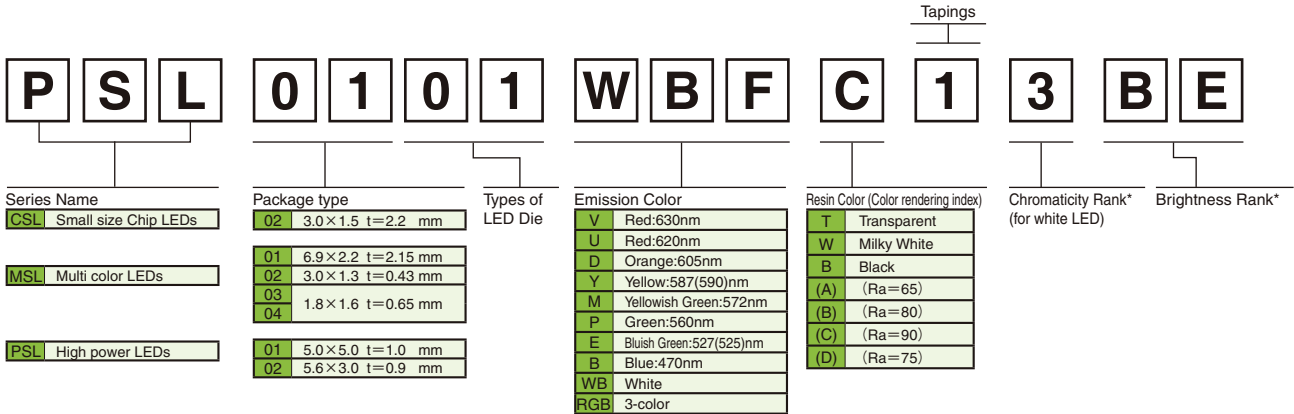 Tapings
P S L 0 1 0 1 W B F C 1 3 B E
Series Name
CSL Small size Chip LEDs
MSL Multi color LEDs
PSL High power LEDs
Package type
02 3.0×1.5 t=2.2 mm
01 6.9×2.2 t=2.15 mm
02 3.0×1.3 t=0.43 mm
03
04 1.8×1.6 t=0.65 mm
01 5.0×5.0 t=1.0 mm
02 5.6×3.0 t=0.9 mm
Types of
LED Die
Emission Color
V Red:630nm
U Red:620nm
D Orange:605nm
Y Yellow:587(590)nm
M Yellowish Green:572nm
P Green:560nm
E Bluish Green:527(525)nm
B Blue:470nm
WB White
RGB 3-color
Resin Color (Color rendering index)
T Transparent
W Milky White
B Black
(A) (Ra=65)
(B) (Ra=80)
(C) (Ra=90)
(D) (Ra=75)
Chromaticity Rank*
(for white LED)
Brightness Rank*